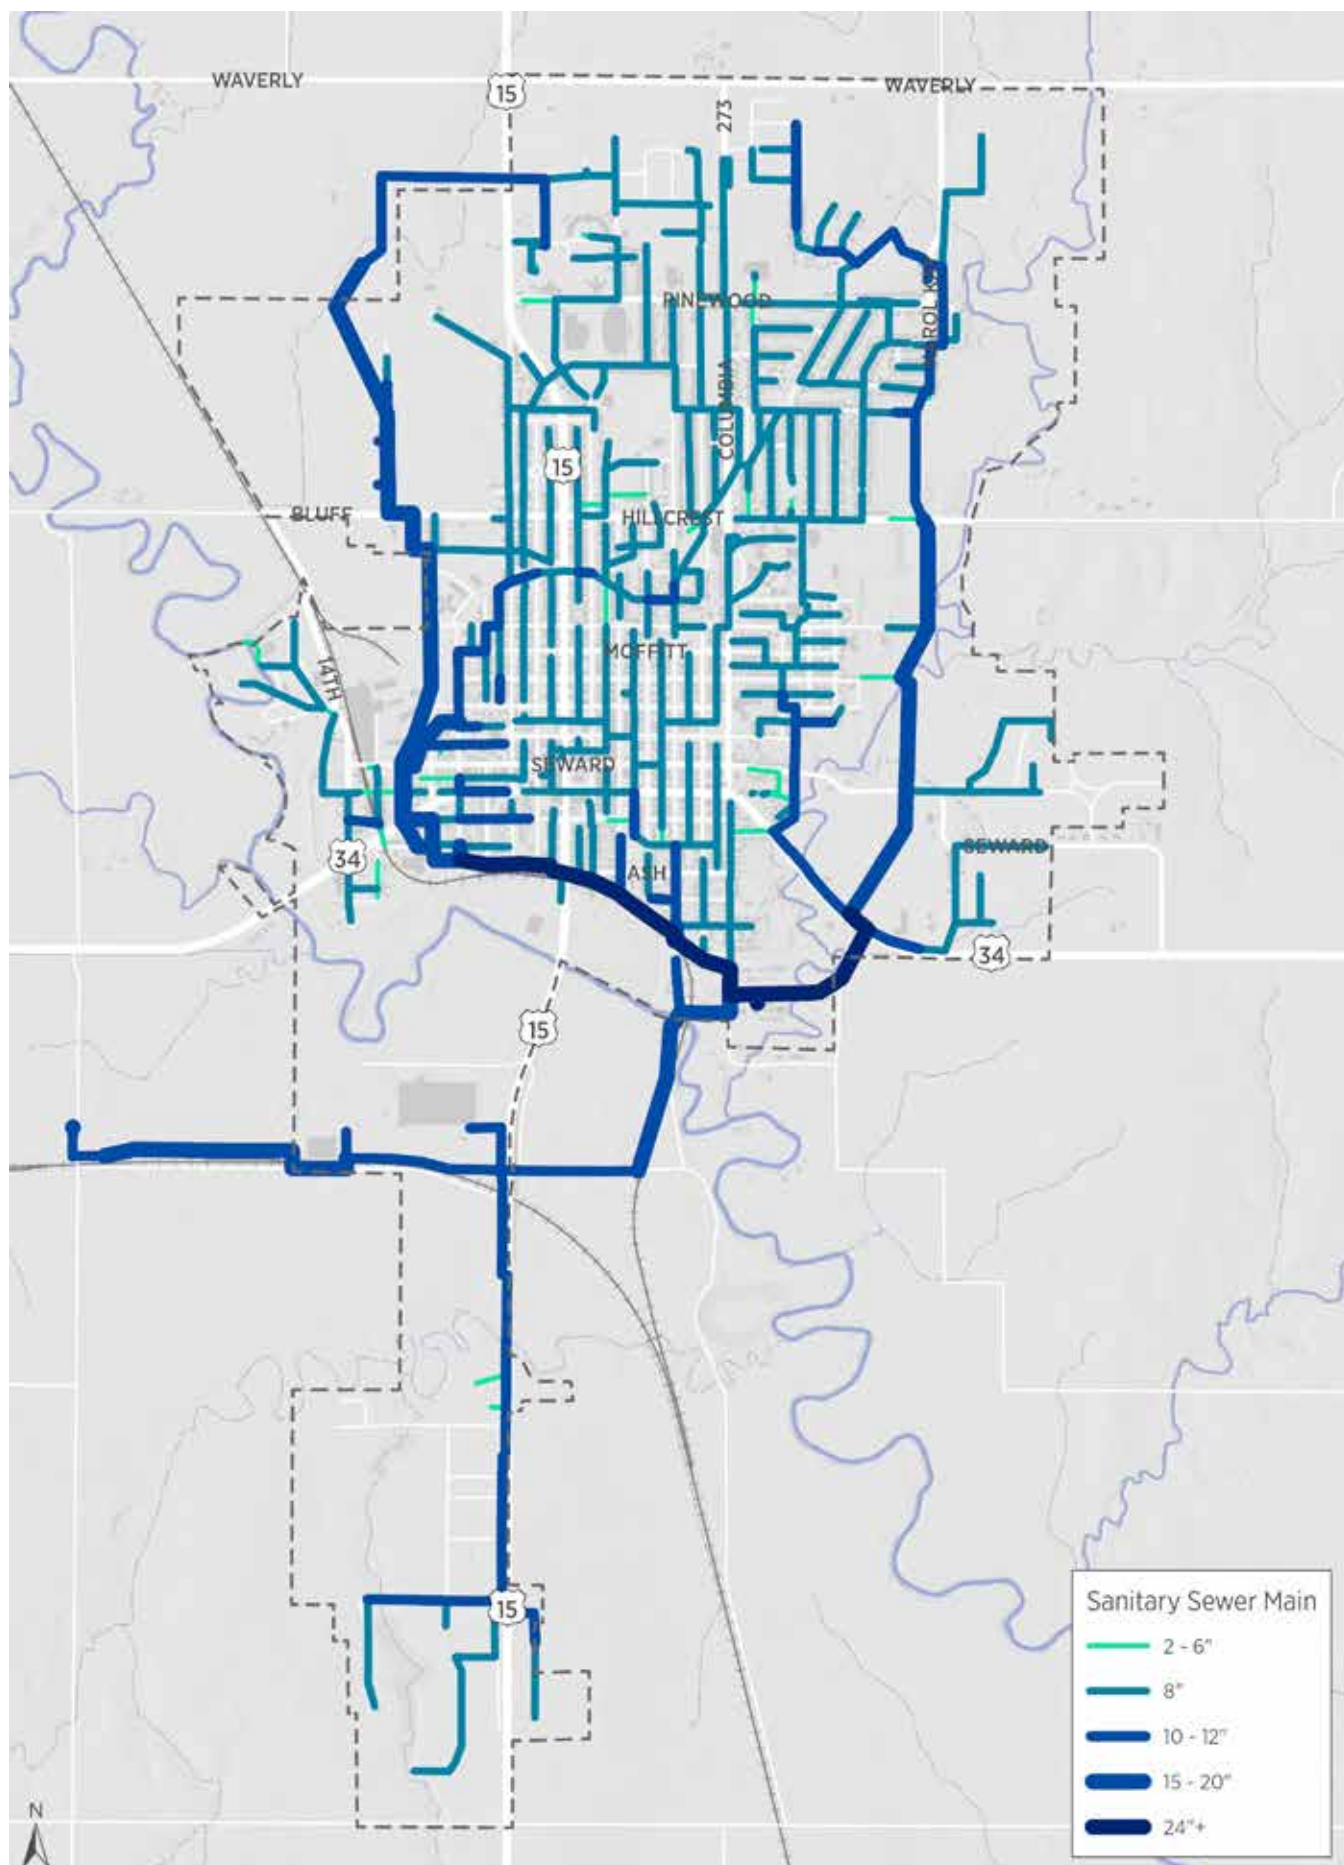 WAVERLY
15
WAVERLY
273
PINEWOOD
KAROL KAY
COLUMBIA
15
BLUFF
HILLCREST
MOFFITT
14TH
SEWARD
34
ASH
SEWARD
34
15
15
Sanitary Sewer Main
2 - 6"
8"
10 - 12"
15 - 20"
24"+
N